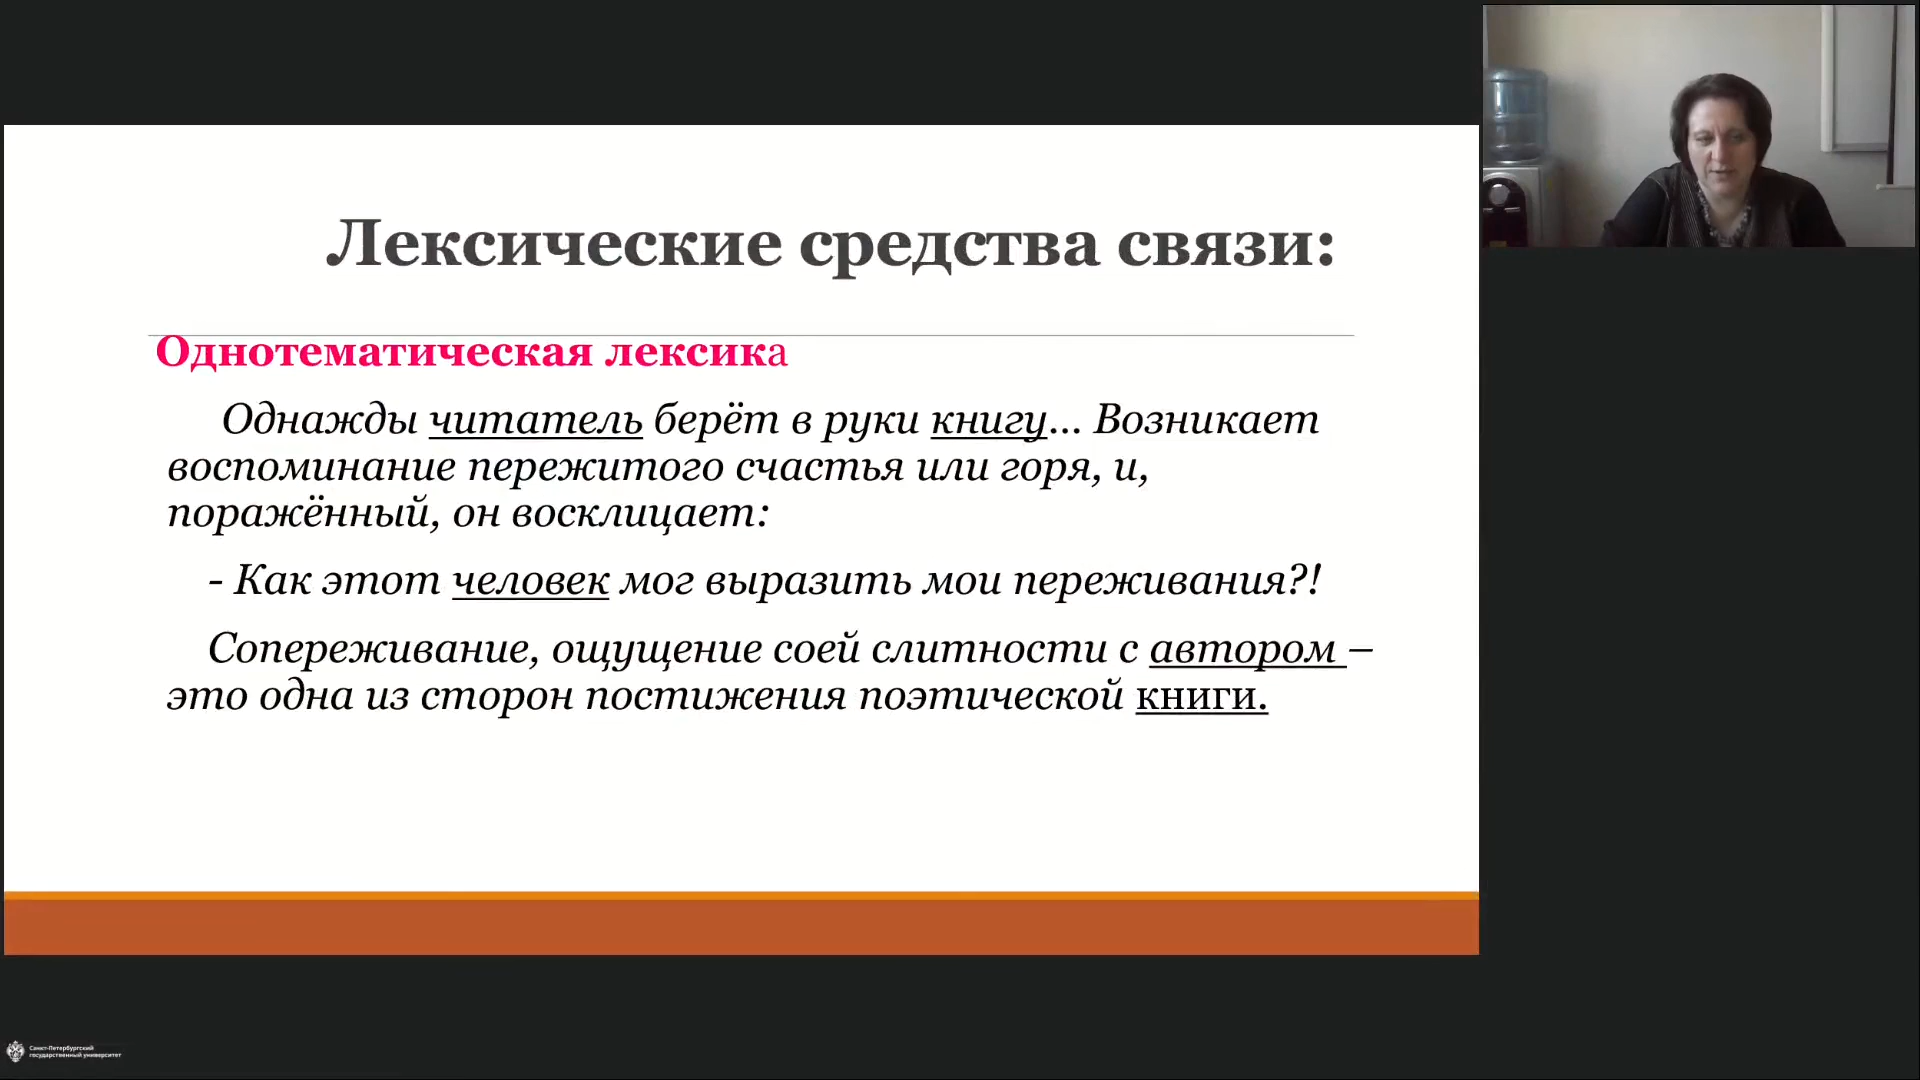 Лексические средства связи:
Однотематическая лексика
Однажды читатель берёт в руки книгу... Возникает
воспоминание пережитого счастья или горя, и,
поражённый, он восклицает:
- Как этот человек мог выразить мои переживания?!
Сопереживание, ощущение соей слитности с автором –
это одна из сторон постижения поэтической книги.
Санкт-Петербургский
государственный университет